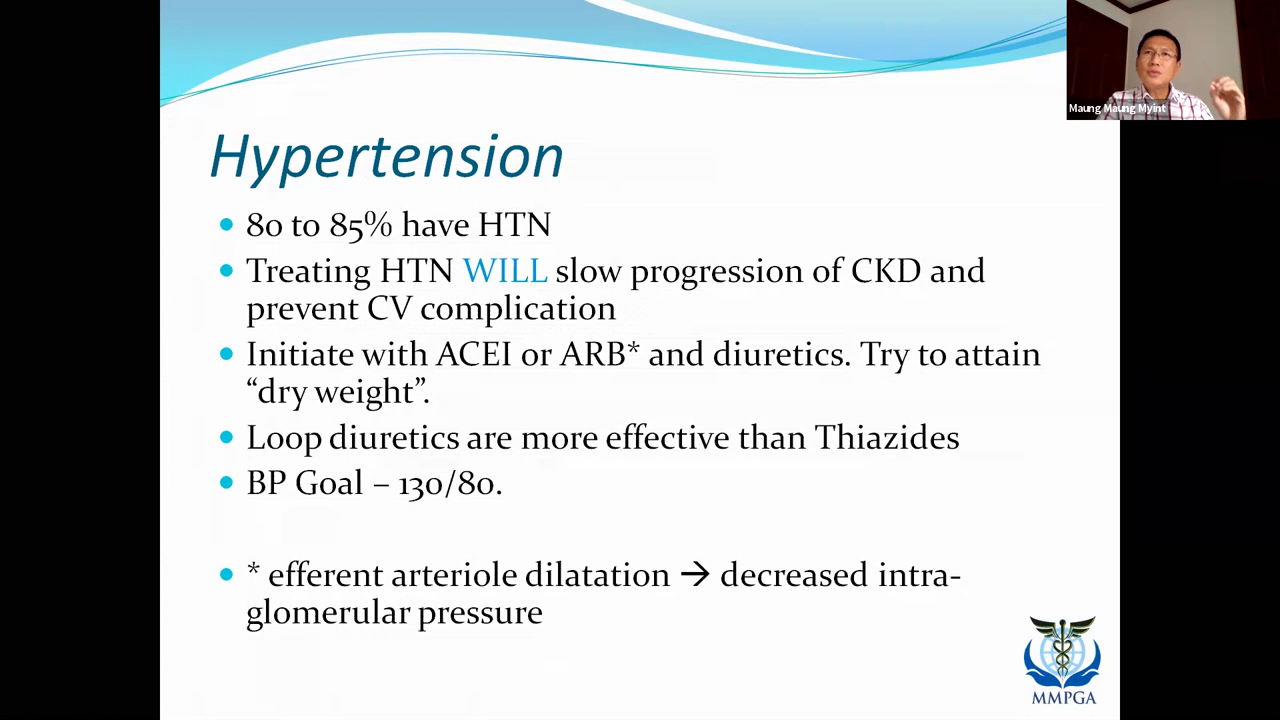 Maung Maung Myint
Hypertension
80 to 85% have HTN
Treating HTN WILL slow progression of CKD and
prevent CV complication
Initiate with ACEI or ARB* and diuretics. Try to attain
“dry weight”.
Loop diuretics are more effective than Thiazides
BP Goal – 130/80.
* efferent arteriole dilatation → decreased intra-
glomerular pressure
MMPGA